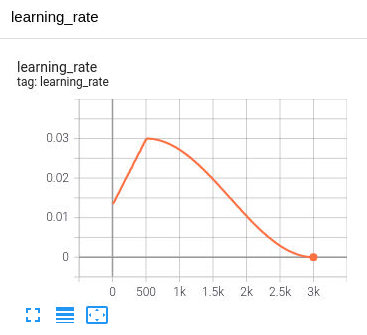 learning_rate
learning_rate
tag: learning_rate
0.03
0.02
0.01
0
0 500 1k 1.5k 2k 2.5k 3k